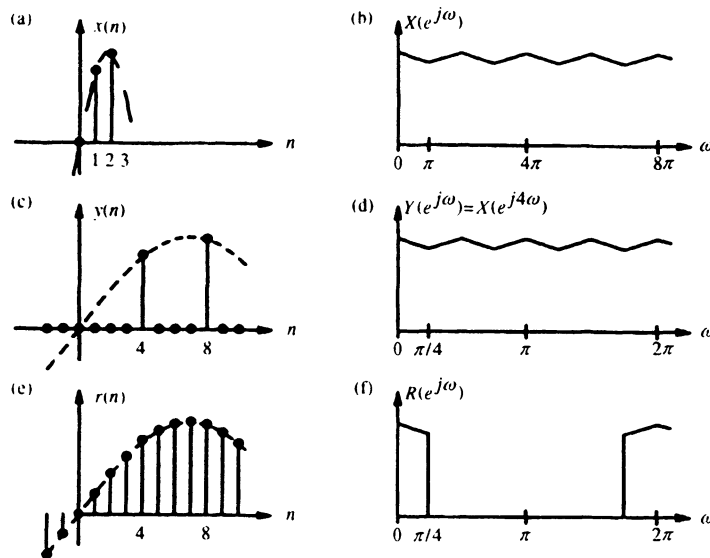 (a)
x(n)
1 2 3
n
(b)
X(e^{jω})
0 π 4π 8π
ω
(c)
y(n)
4 8
n
(d)
Y(e^{jω})=X(e^{j4ω})
0 π/4 π 2π
ω
(e)
r(n)
4 8
n
(f)
R(e^{jω})
0 π/4 π 2π
ω